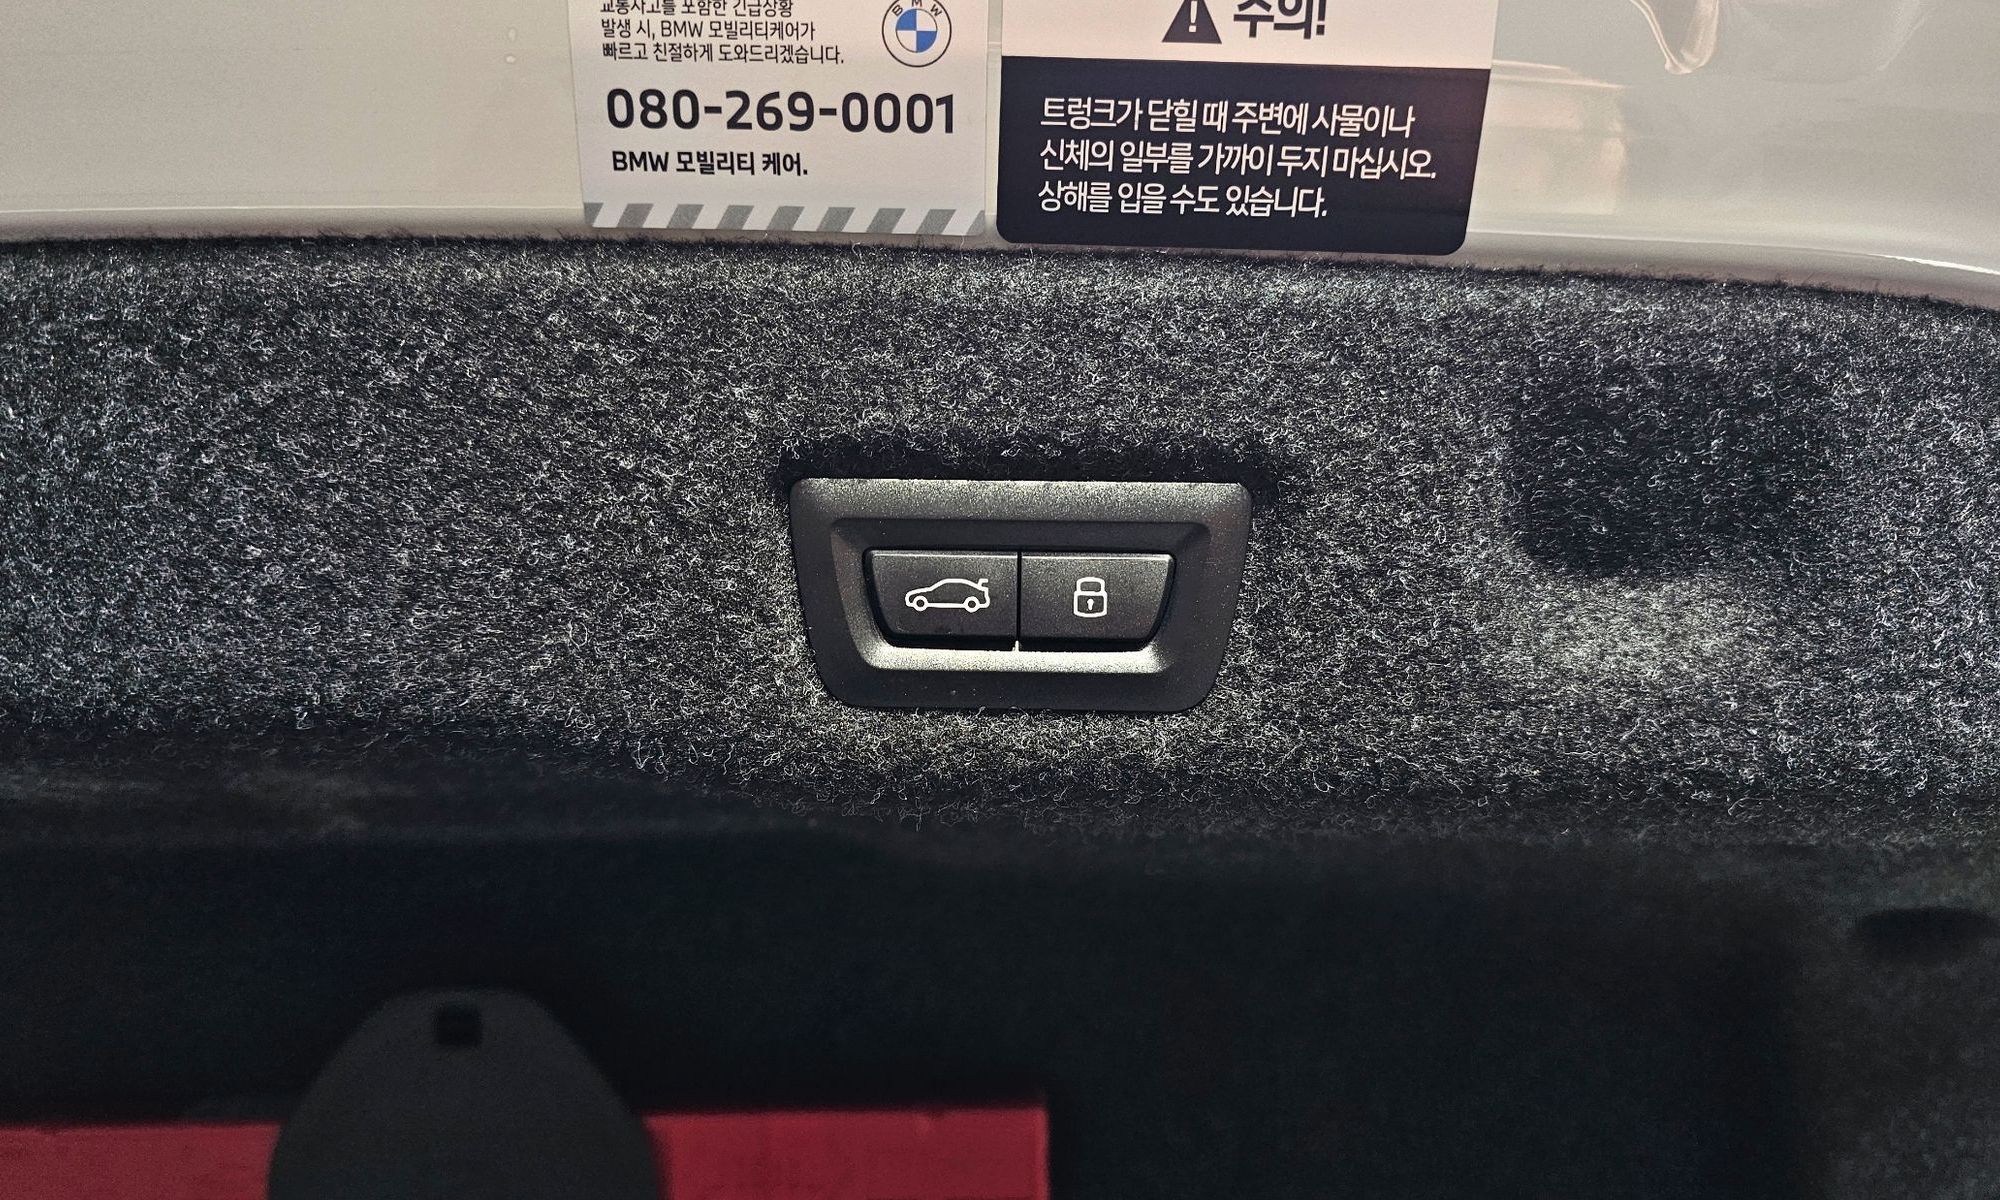 교통사고를 포함한 긴급상황
발생 시, BMW 모빌리티케어가
빠르고 친절하게 도와드리겠습니다.
BMW
080-269-0001
BMW 모빌리티 케어.
주의!
트렁크가 닫힐 때 주변에 사물이나
신체의 일부를 가까이 두지 마십시오.
상해를 입을 수도 있습니다.